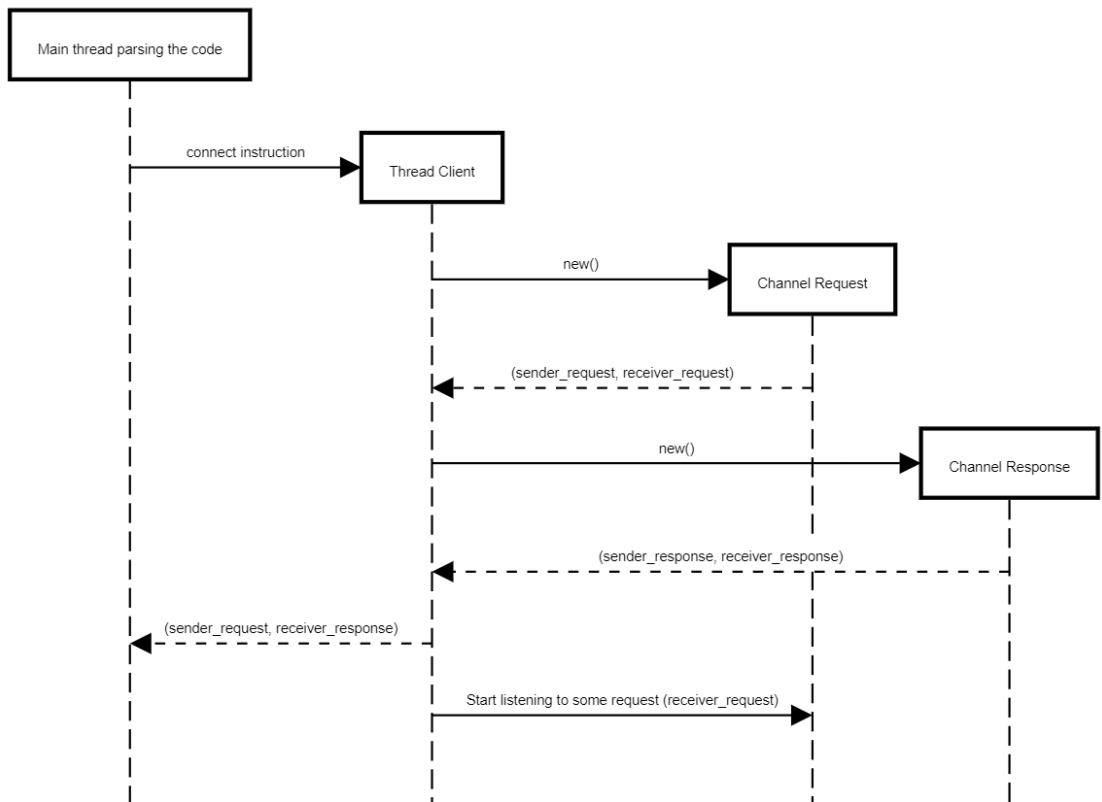 Main thread parsing the code
connect instruction
Thread Client
new()
Channel Request
(sender_request, receiver_request)
new()
Channel Response
(sender_response, receiver_response)
(sender_request, receiver_response)
Start listening to some request (receiver_request)